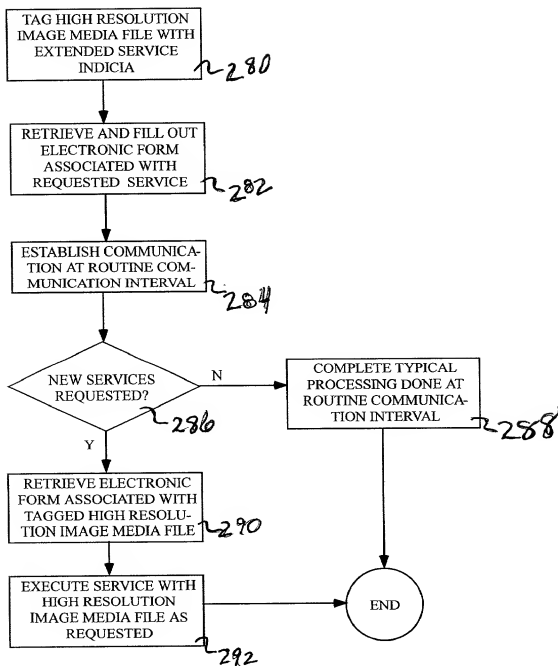 TAG HIGH RESOLUTION
IMAGE MEDIA FILE WITH
EXTENDED SERVICE
INDICIA
280
RETRIEVE AND FILL OUT
ELECTRONIC FORM
ASSOCIATED WITH
REQUESTED SERVICE
282
ESTABLISH COMMUNICA-
TION AT ROUTINE COM-
MUNICATION INTERVAL
284
NEW SERVICES
REQUESTED?
286
N
Y
COMPLETE TYPICAL
PROCESSING DONE AT
ROUTINE COMMUNICA-
TION INTERVAL
288
RETRIEVE ELECTRONIC
FORM ASSOCIATED WITH
TAGGED HIGH RESOLU-
TION IMAGE MEDIA FILE
290
EXECUTE SERVICE WITH
HIGH RESOLUTION
IMAGE MEDIA FILE AS
REQUESTED
292
END